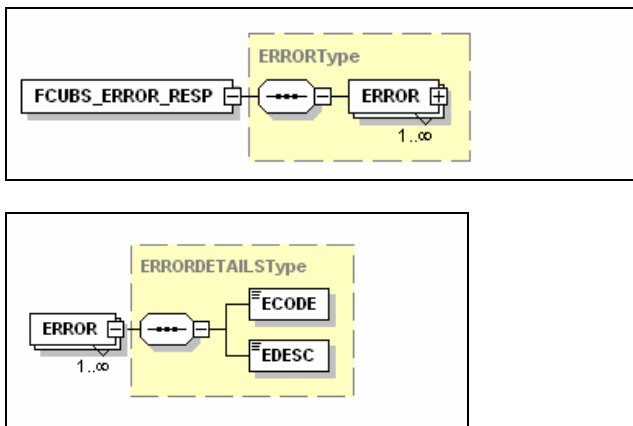 ERRORType
FCUBS_ERROR_RESP
ERROR
1..∞
ERRORDETAILSType
ECODE
ERROR
1..∞
EDESC